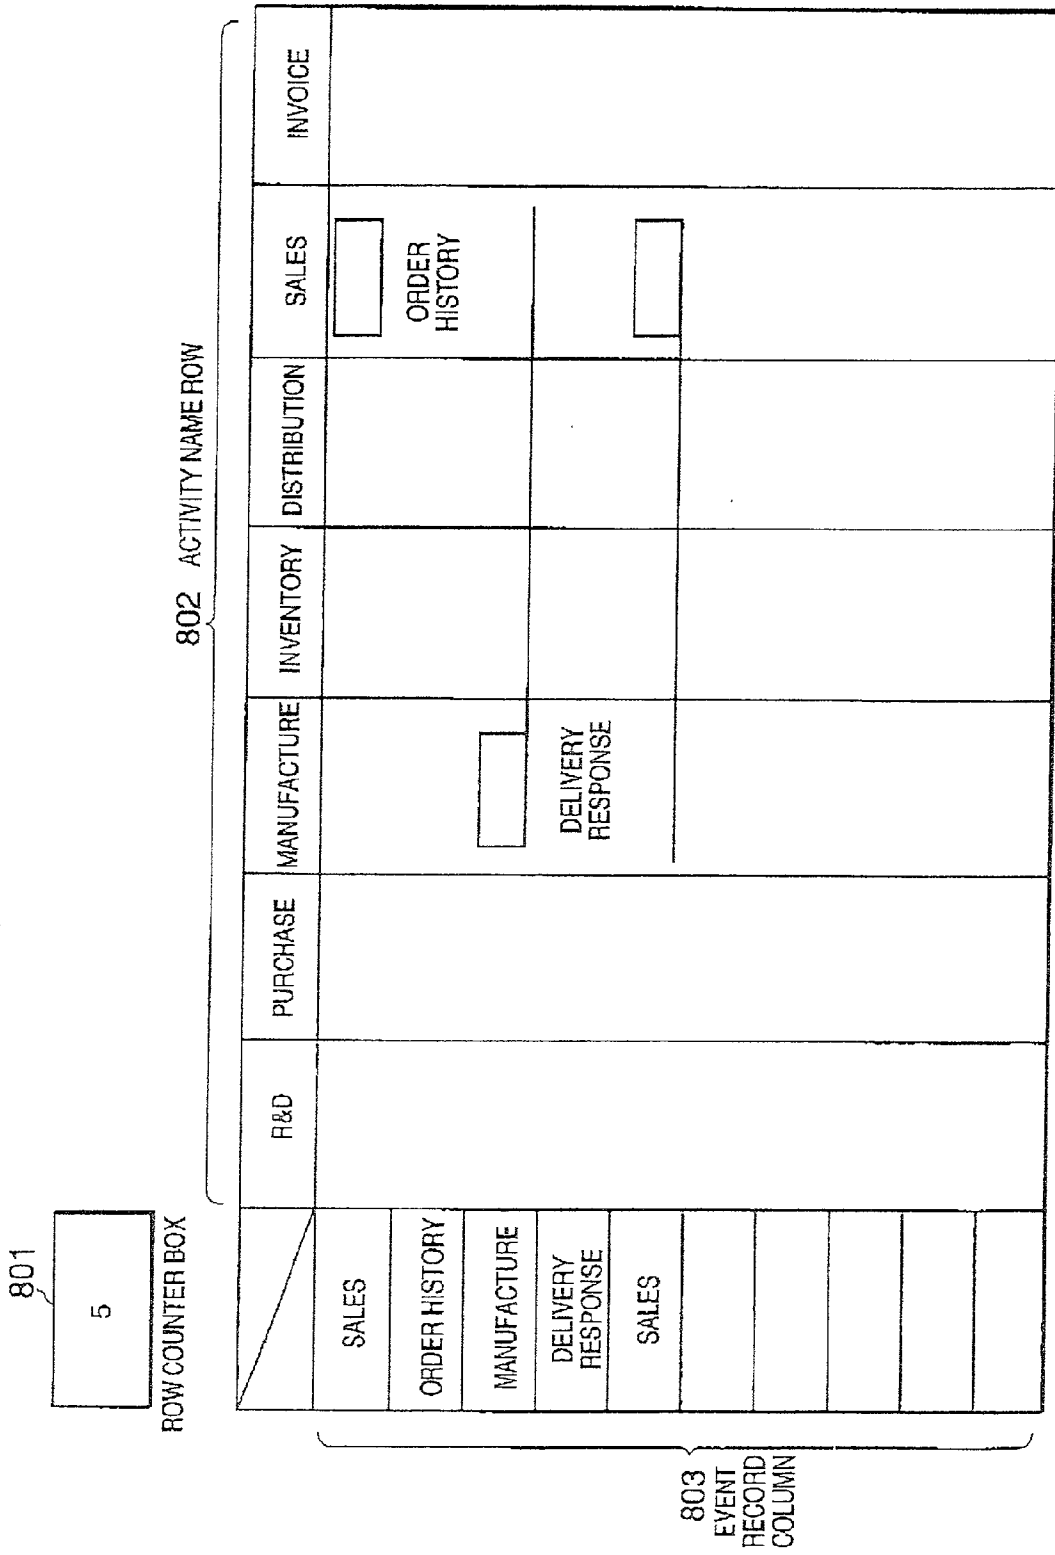 801
5
ROW COUNTER BOX
802 ACTIVITY NAME ROW
R&D
PURCHASE
MANUFACTURE
INVENTORY
DISTRIBUTION
SALES
INVOICE
SALES
ORDER HISTORY
MANUFACTURE
DELIVERY
RESPONSE
SALES
ORDER
HISTORY
DELIVERY
RESPONSE
803
EVENT
RECORD
COLUMN